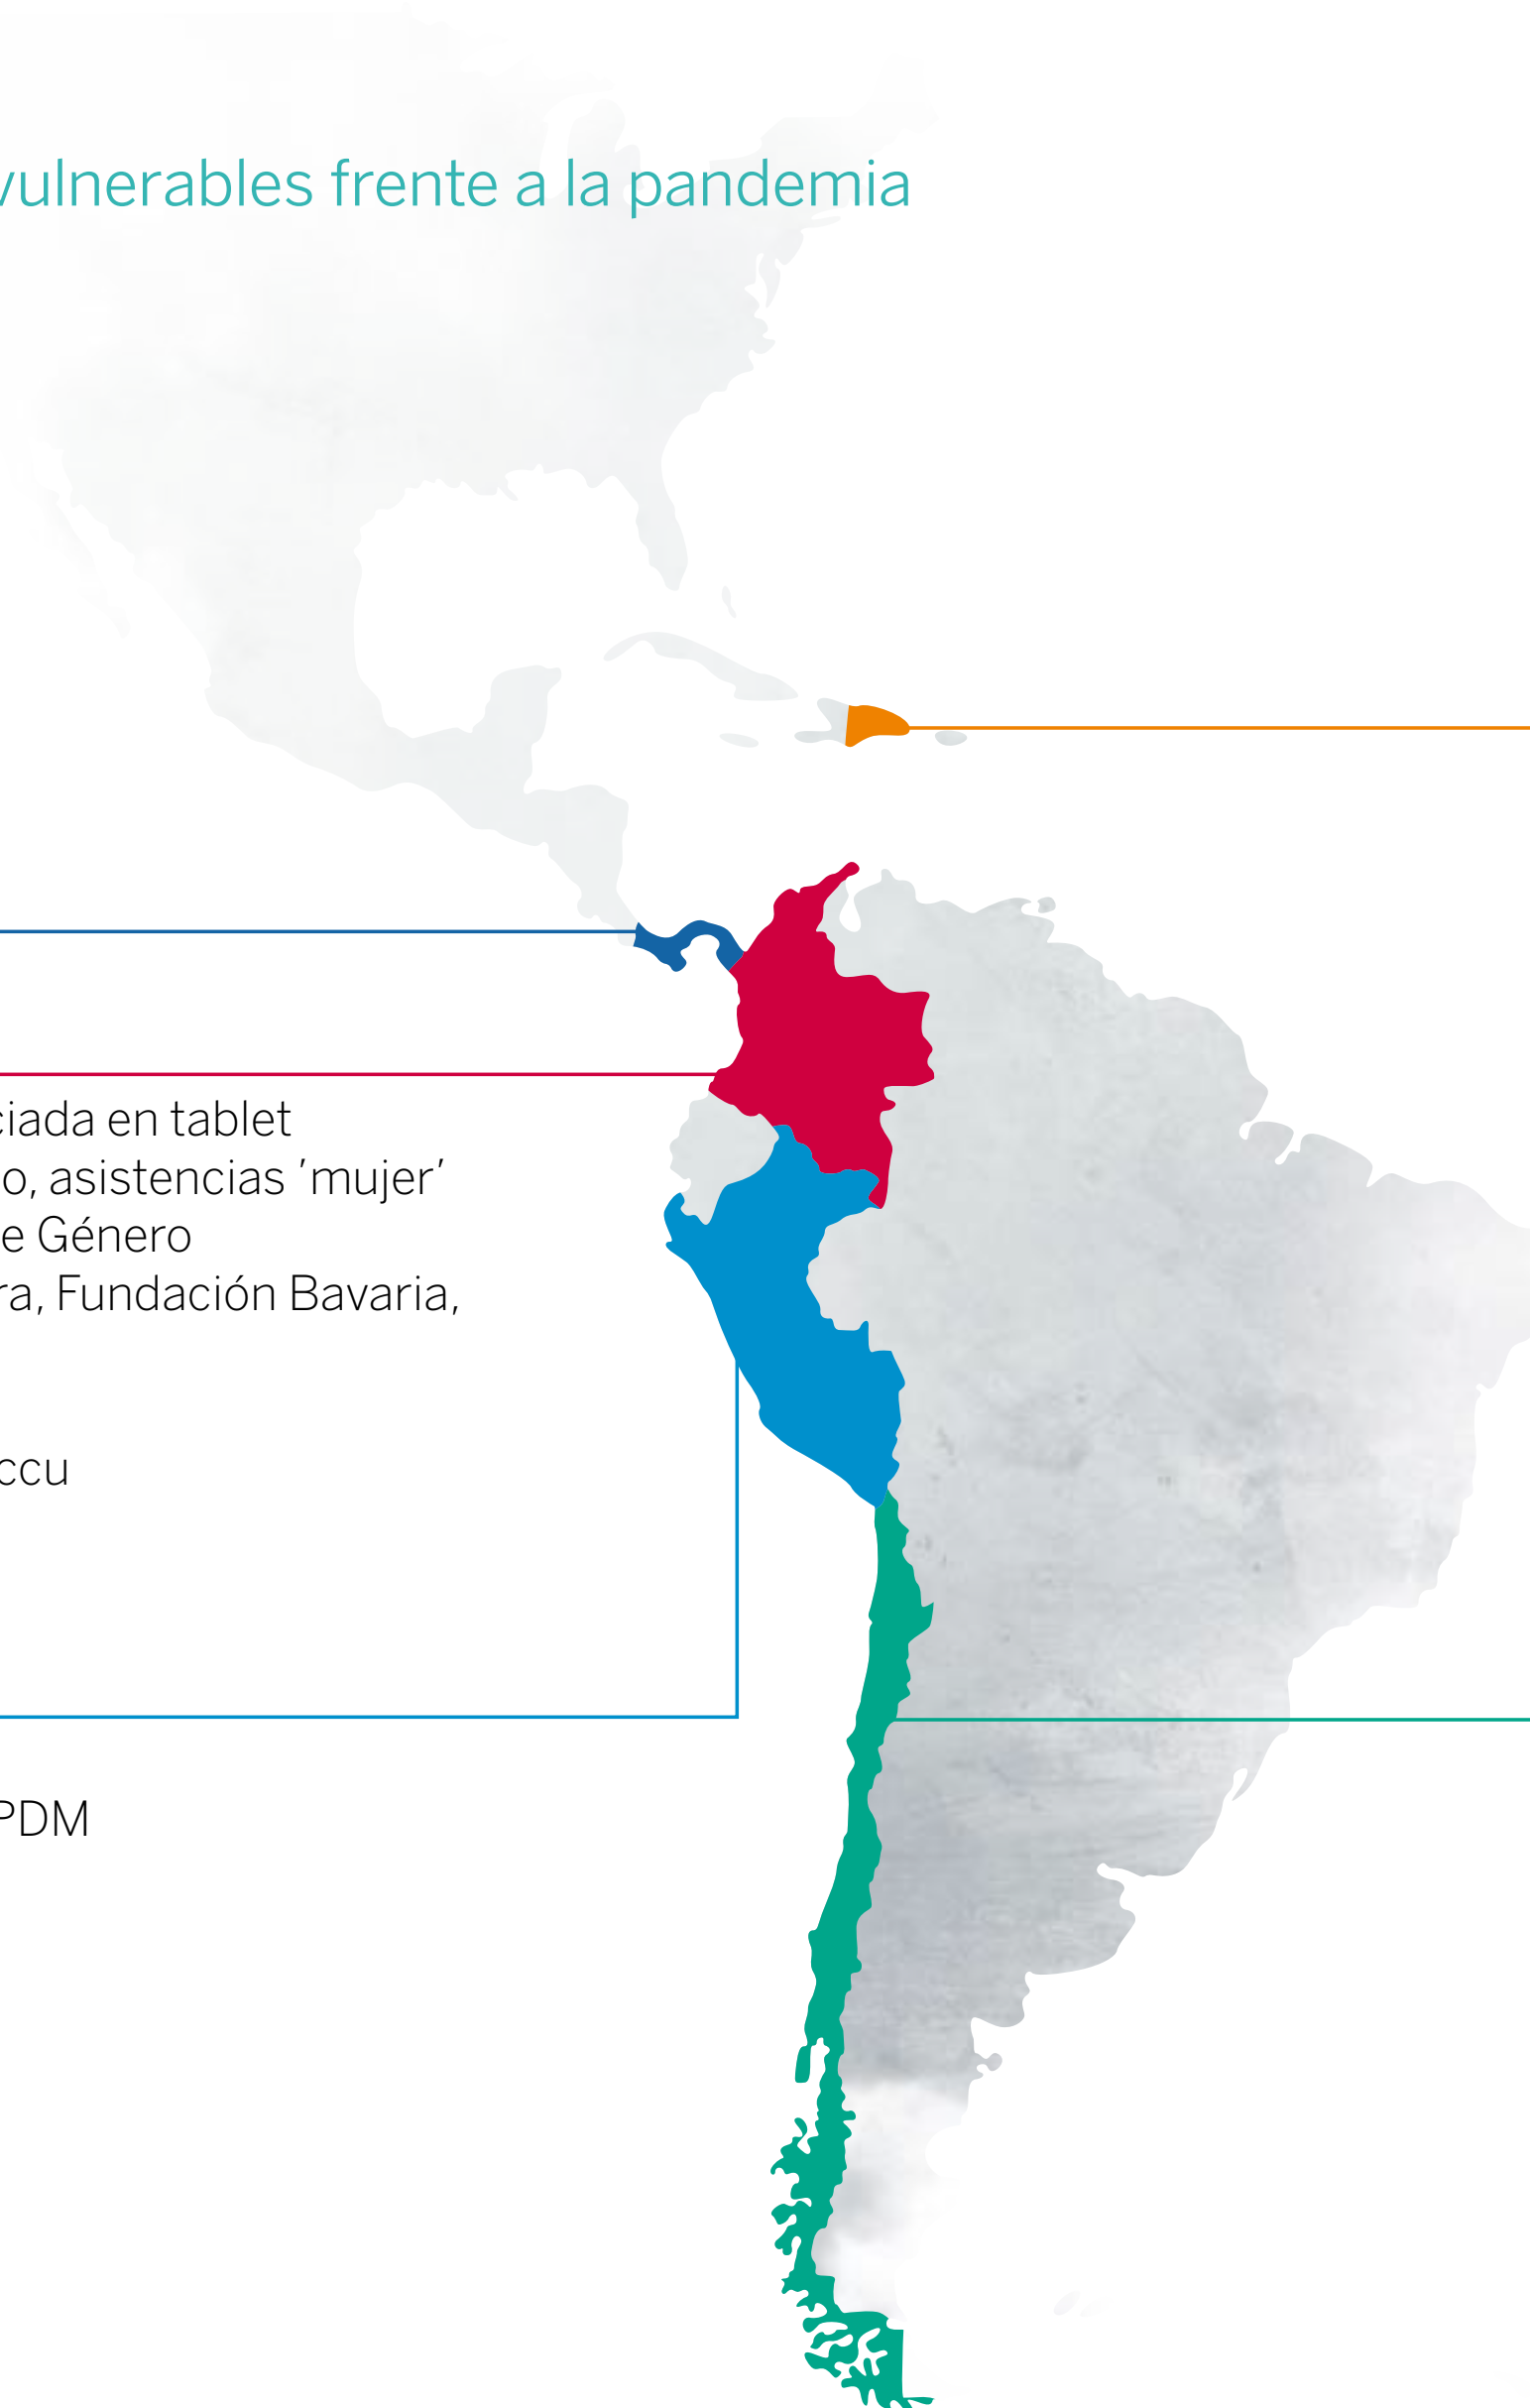 vulnerables frente a la pandemia
ciada en tablet
o, asistencias ’mujer’
e Género
ra, Fundación Bavaria,
ccu
PDM